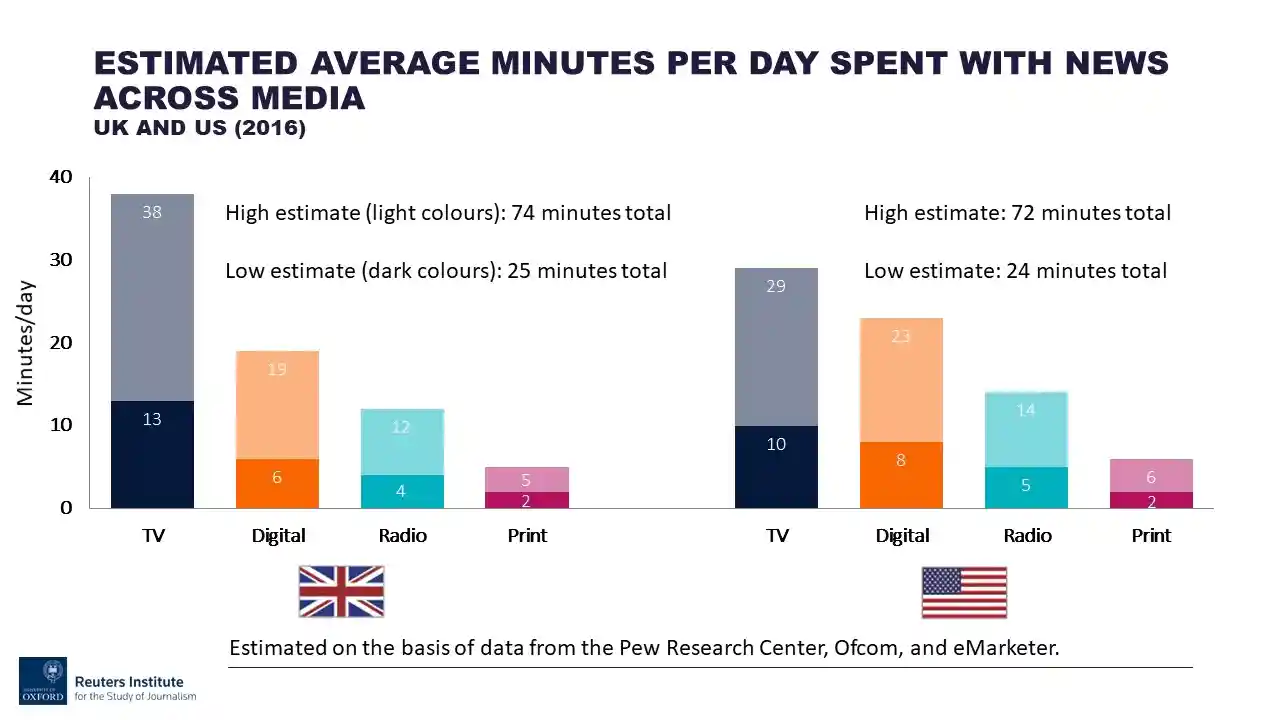 ESTIMATED AVERAGE MINUTES PER DAY SPENT WITH NEWS
ACROSS MEDIA
UK AND US (2016)
Minutes/day
40
30
20
10
0
High estimate (light colours): 74 minutes total
Low estimate (dark colours): 25 minutes total
38
13
19
6
12
4
5
2
TV
Digital
Radio
Print
High estimate: 72 minutes total
Low estimate: 24 minutes total
29
10
23
8
14
5
6
2
TV
Digital
Radio
Print
Estimated on the basis of data from the Pew Research Center, Ofcom, and eMarketer.
UNIVERSITY OF
OXFORD
Reuters Institute
for the Study of Journalism